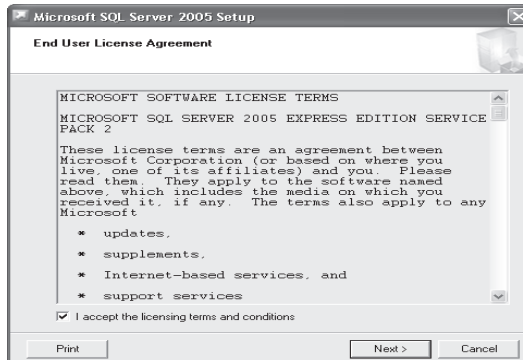 Microsoft SQL Server 2005 Setup
End User License Agreement
MICROSOFT SOFTWARE LICENSE TERMS
MICROSOFT SQL SERVER 2005 EXPRESS EDITION SERVICE
PACK 2
These license terms are an agreement between
Microsoft Corporation (or based on where you
live, one of its affiliates) and you. Please
read them. They apply to the software named
above, which includes the media on which you
received it, if any. The terms also apply to any
Microsoft
* updates,
* supplements,
* Internet-based services, and
* support services
I accept the licensing terms and conditions
Print
Next >
Cancel